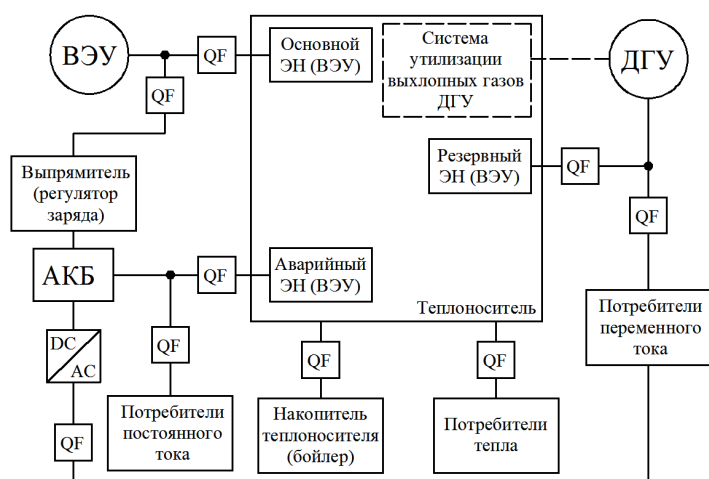 ВЭУ
QF
Основной
ЭН (ВЭУ)
Система
утилизации
выхлопных газов
ДГУ
ДГУ
QF
Выпрямитель
(регулятор
заряда)
Резервный
ЭН (ВЭУ)
QF
QF
АКБ
QF
Аварийный
ЭН (ВЭУ)
Теплоноситель
Потребители
переменного
тока
DC
AC
QF
QF
QF
QF
Потребители
постоянного
тока
Накопитель
теплоносителя
(бойлер)
Потребители
тепла